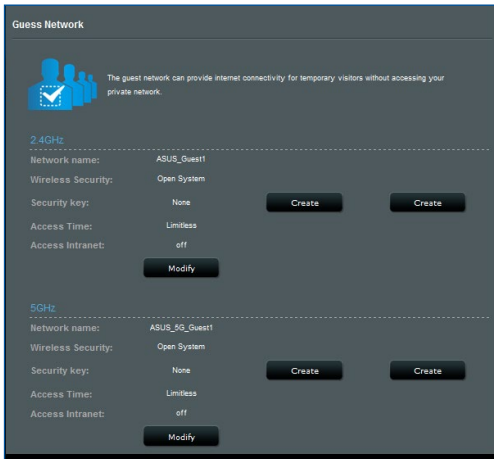 Guess Network
The guest network can provide internet connectivity for temporary visitors without accessing your
private network.
2.4GHz
Network name: ASUS_Guest1
Wireless Security: Open System
Security key: None Create Create
Access Time: Limitless
Access Intranet: off
Modify
5GHz
Network name: ASUS_5G_Guest1
Wireless Security: Open System
Security key: None Create Create
Access Time: Limitless
Access Intranet: off
Modify